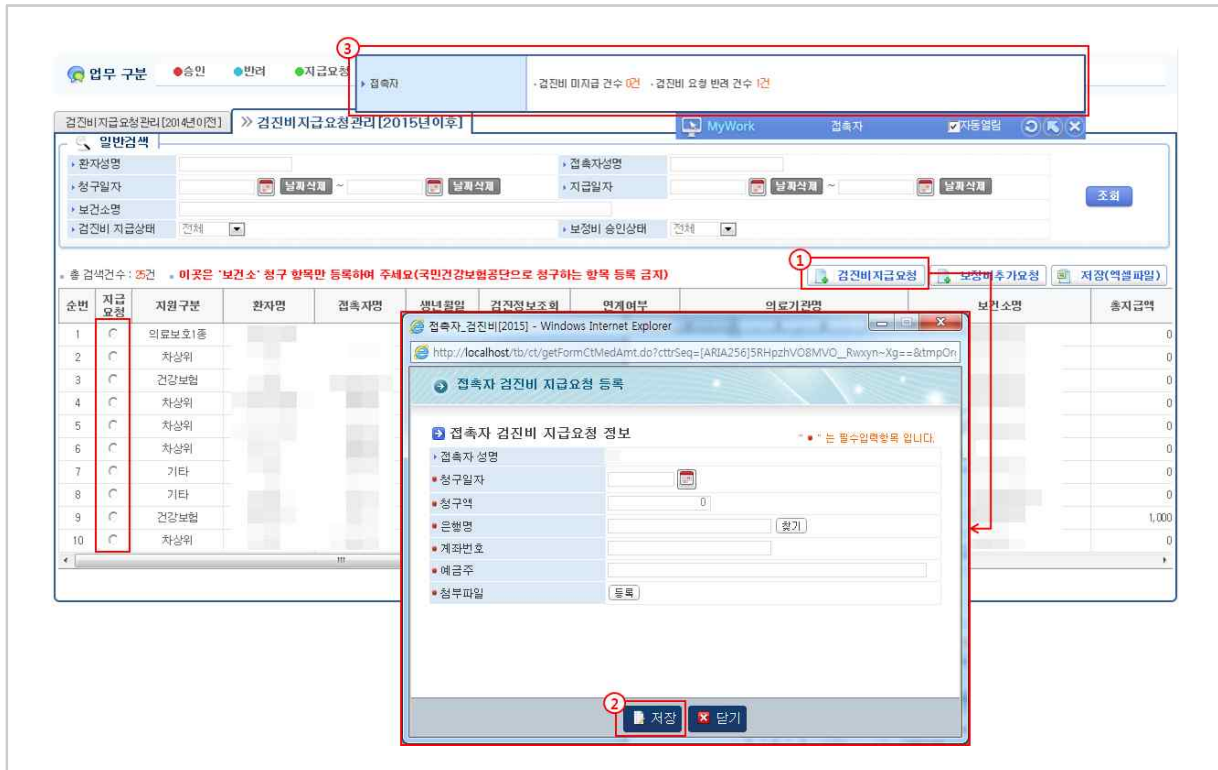 ③
업무 구분 ●승인 ●반려 ●지급요청
접촉자 ·검진비 미지급 건수 0건 ·검진비 요청 반려 건수 1건
검진비지급요청관리[2014년이전] 검진비지급요청관리[2015년이후] MyWork 접촉자 자동열림
일반검색
환자성명 접촉자성명
청구일자 날짜삭제 ~ 날짜삭제 지급일자 날짜삭제 ~ 날짜삭제
조회
보건소명
검진비 지급상태 전체 보정비 승인상태 전체
①
총 검색건수 : 25건 이곳은 '보건소' 청구 항목만 등록하여 주세요(국민건강보험공단으로 청구하는 항목 등록 금지) 검진비지급요청 보정비추가요청 저장(엑셀파일)
순번 지급요청 지원구분 환자명 접촉자명 생년월일 검진정보조회 연계여부 의료기관명 보건소명 총지급액
1 의료보호1종 0
2 차상위 0
3 건강보험 0
4 차상위 0
5 차상위 0
6 차상위 0
7 기타 0
8 기타 0
9 건강보험 1,000
10 차상위 0
접촉자_검진비[2015] - Windows Internet Explorer
http://localhost/tb/ct/getFormCtMedAmt.do?cttrSeq=[ARIA256]5RHpzhVO8MVO__Rwxyn~Xg==&tmpOr
접촉자 검진비 지급요청 등록
접촉자 검진비 지급요청 정보 " ● " 는 필수입력항목 입니다.
접촉자 성명
청구일자
청구액 0
은행명 찾기
계좌번호
예금주
첨부파일 등록
②
저장 닫기